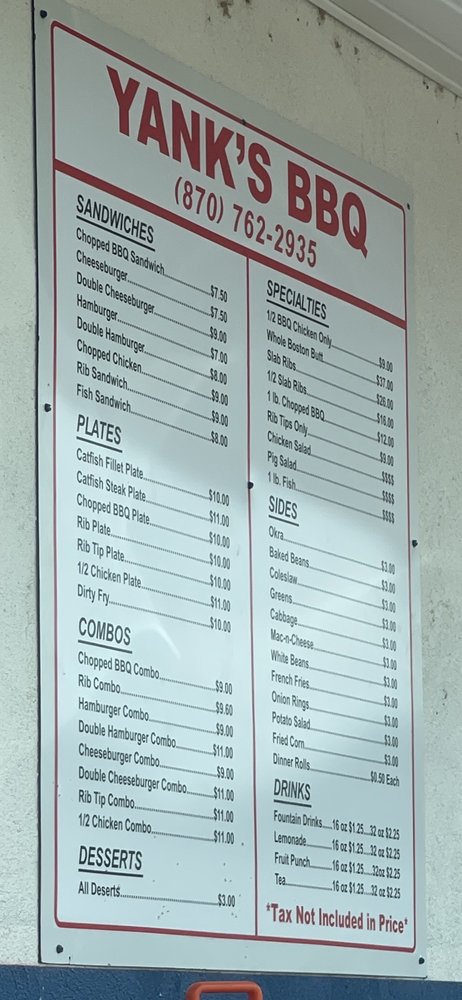 YANK'S BBQ
(870) 762-2935
SANDWICHES
Chopped BBQ Sandwich....................$7.50
Cheeseburger....................$7.50
Double Cheeseburger....................$9.00
Hamburger....................$7.00
Double Hamburger....................$8.00
Chopped Chicken....................$9.00
Rib Sandwich....................$9.00
Fish Sandwich....................$8.00
PLATES
Catfish Fillet Plate....................$10.00
Catfish Steak Plate....................$11.00
Chopped BBQ Plate....................$10.00
Rib Plate....................$10.00
Rib Tip Plate....................$10.00
1/2 Chicken Plate....................$11.00
Dirty Fry....................$10.00
COMBOS
Chopped BBQ Combo....................$9.00
Rib Combo....................$9.60
Hamburger Combo....................$9.00
Double Hamburger Combo....................$11.00
Cheeseburger Combo....................$9.00
Double Cheeseburger Combo..........$11.00
Rib Tip Combo....................$11.00
1/2 Chicken Combo....................$11.00
DESSERTS
All Deserts....................$3.00
SPECIALTIES
1/2 BBQ Chicken Only....................$9.00
Whole Boston Butt....................$37.00
Slab Ribs....................$26.00
1/2 Slab Ribs....................$16.00
1 lb. Chopped BBQ....................$12.00
Rib Tips Only....................$9.00
Chicken Salad....................$$$$
Pig Salad....................$$$$
1 lb. Fish....................$$$$
SIDES
Okra....................$3.00
Baked Beans....................$3.00
Coleslaw....................$3.00
Greens....................$3.00
Cabbage....................$3.00
Mac-n-Cheese....................$3.00
White Beans....................$3.00
French Fries....................$3.00
Onion Rings....................$3.00
Potato Salad....................$3.00
Fried Corn....................$3.00
Dinner Rolls....................$0.50 Each
DRINKS
Fountain Drinks.....16 oz $1.25....32 oz $2.25
Lemonade...........16 oz $1.25....32 oz $2.25
Fruit Punch..........16 oz $1.25....32oz $2.25
Tea.....................16 oz $1.25....32 oz $2.25
*Tax Not Included in Price*